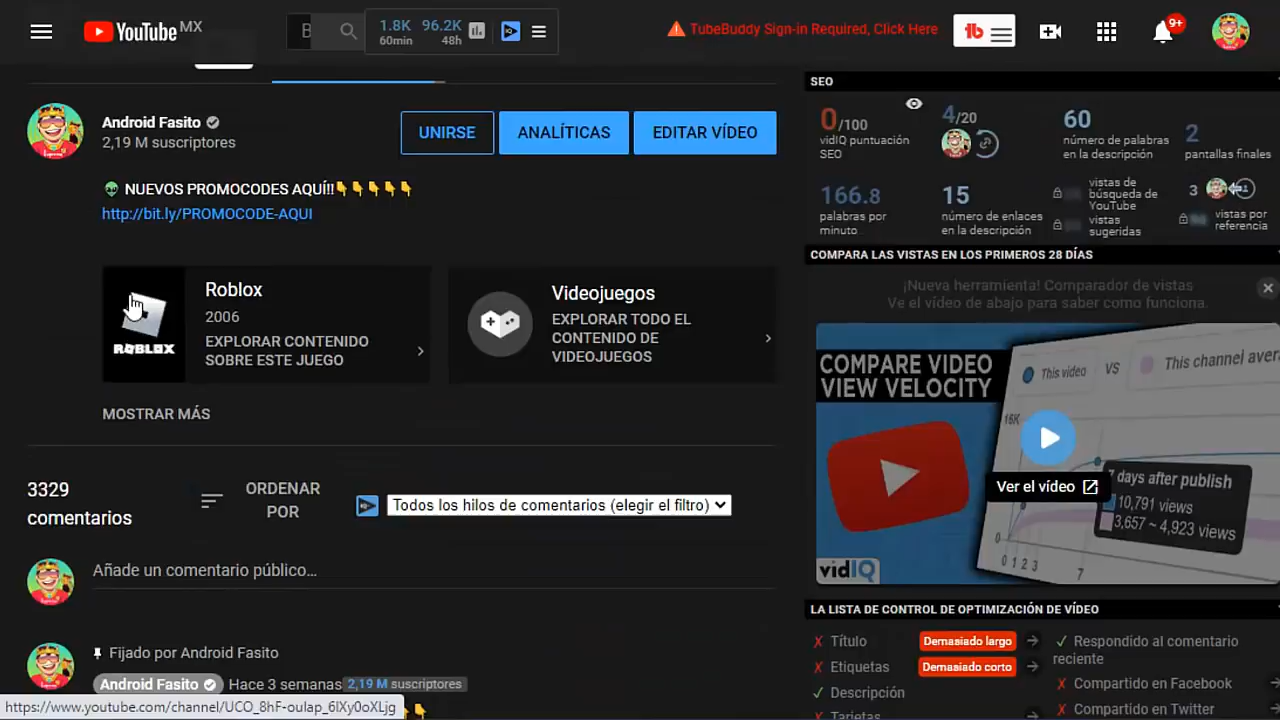 YouTube MX
B
1.8K 96.2K
60min 48h
TubeBuddy Sign-in Required, Click Here
tb
9+
Android Fasito
2,19 M suscriptores
UNIRSE
ANALÍTICAS
EDITAR VÍDEO
👽 NUEVOS PROMOCODES AQUÍ!!👇👇👇👇👇
http://bit.ly/PROMOCODE-AQUI
ROBLOX
Roblox
2006
EXPLORAR CONTENIDO
SOBRE ESTE JUEGO
Videojuegos
EXPLORAR TODO EL
CONTENIDO DE
VIDEOJUEGOS
MOSTRAR MÁS
3329
comentarios
ORDENAR
POR
Todos los hilos de comentarios (elegir el filtro)
Añade un comentario público...
Fijado por Android Fasito
Android Fasito Hace 3 semanas 2,19 M suscriptores
https://www.youtube.com/channel/UCO_8hF-oulap_6lXy0oXLjg
SEO
0/100
vidIQ puntuación
SEO
4/20
60
número de palabras
en la descripción
2
pantallas finales
166.8
palabras por
minuto
15
número de enlaces
en la descripción
vistas de
búsqueda de
YouTube
vistas
sugeridas
3
vistas por
referencia
COMPARA LAS VISTAS EN LOS PRIMEROS 28 DÍAS
¡Nueva herramienta! Comparador de vistas
Ve el vídeo de abajo para saber como funciona.
COMPARE VIDEO
VIEW VELOCITY
This video VS This channel aver
16K
Ver el vídeo
7 days after publish
10,791 views
3,657 ~ 4,923 views
0 1 2 3 7
vidIQ
LA LISTA DE CONTROL DE OPTIMIZACIÓN DE VÍDEO
Título Demasiado largo
Etiquetas Demasiado corto
Descripción
Tarjetas
Respondido al comentario
reciente
Compartido en Facebook
Compartido en Twitter